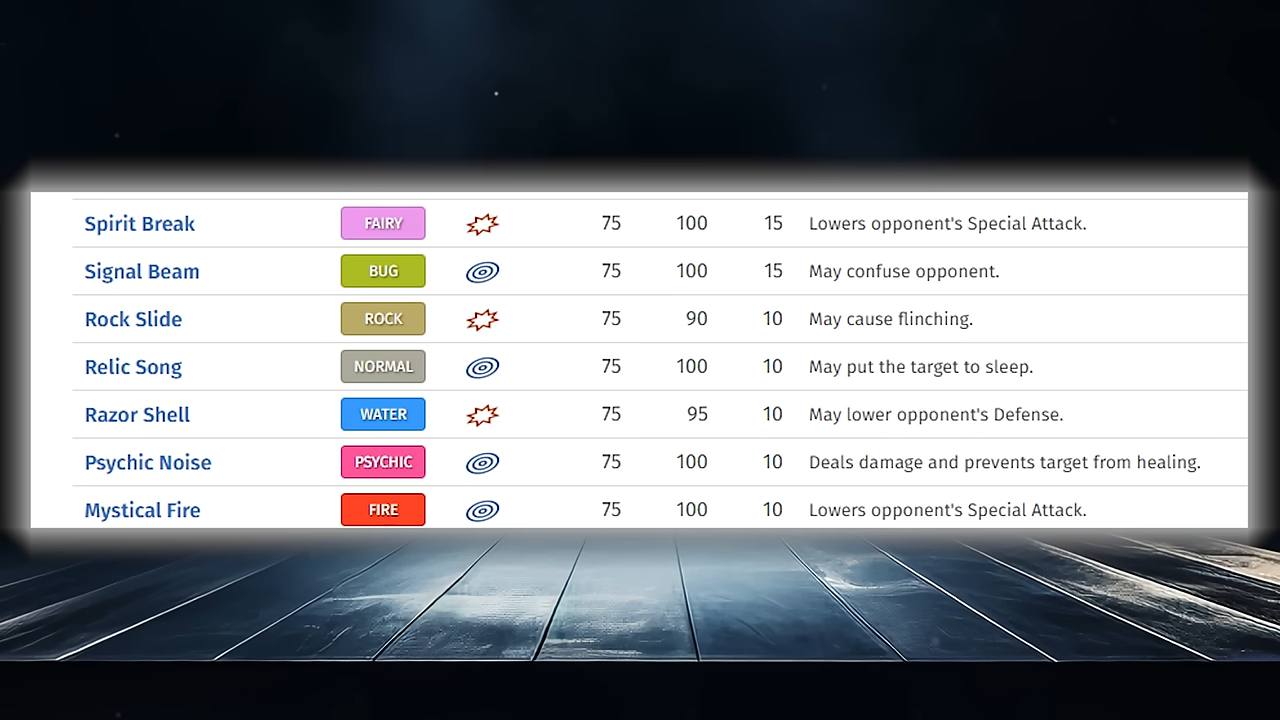 Spirit Break FAIRY 75 100 15 Lowers opponent's Special Attack.
Signal Beam BUG 75 100 15 May confuse opponent.
Rock Slide ROCK 75 90 10 May cause flinching.
Relic Song NORMAL 75 100 10 May put the target to sleep.
Razor Shell WATER 75 95 10 May lower opponent's Defense.
Psychic Noise PSYCHIC 75 100 10 Deals damage and prevents target from healing.
Mystical Fire FIRE 75 100 10 Lowers opponent's Special Attack.